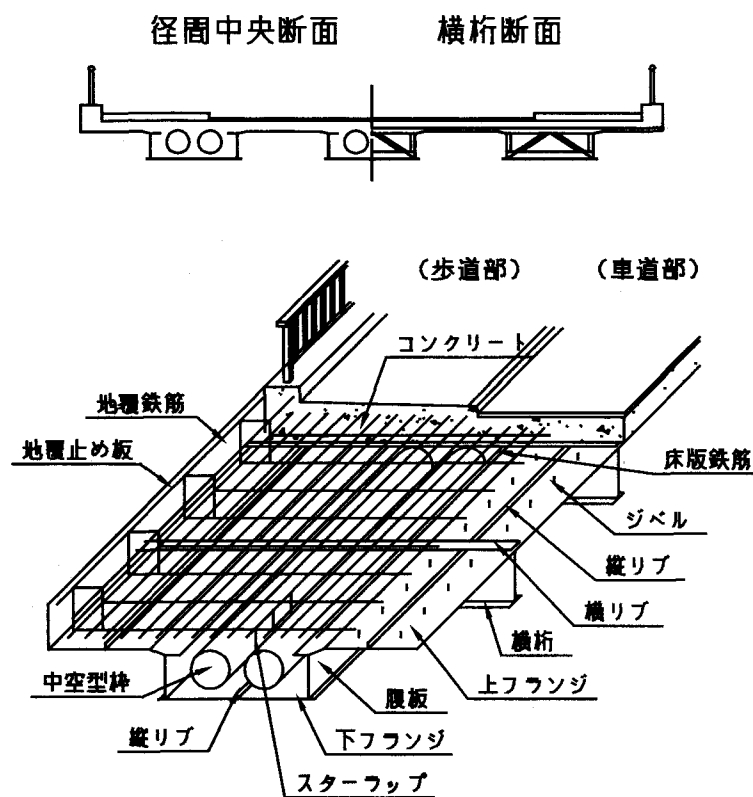 径間中央断面
横桁断面
(歩道部)
(車道部)
コンクリート
地覆鉄筋
地覆止め板
床版鉄筋
ジベル
縦リブ
横リブ
横桁
上フランジ
中空型枠
腹板
縦リブ
下フランジ
スターラップ